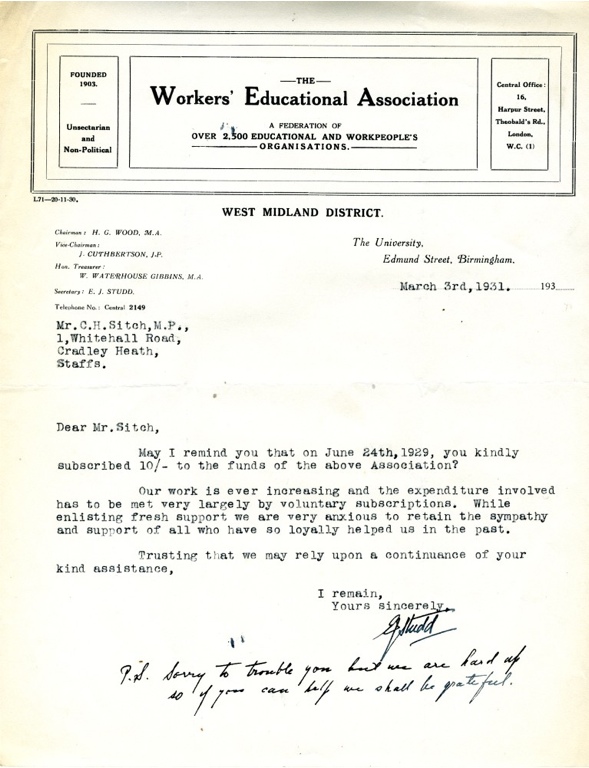 FOUNDED
1903.
Unsectarian
and
Non-Political
THE
Workers' Educational Association
A FEDERATION OF
OVER 2,500 EDUCATIONAL AND WORKPEOPLE'S
ORGANISATIONS.
Central Office:
16,
Harpur Street,
Theobald's Rd.,
London,
W.C. (1)
L71—20-11-30.
WEST MIDLAND DISTRICT.
Chairman: H. G. WOOD, M.A.
Vice-Chairman:
J. CUTHBERTSON, J.P.
Hon. Treasurer:
W. WATERHOUSE GIBBINS, M.A.
Secretary: E. J. STUDD.
Telephone No.: Central 2149
The University,
Edmund Street, Birmingham.
March 3rd,1931. 193
Mr.C.H.Sitch,M.P.,
1,Whitehall Road,
Cradley Heath,
Staffs.
Dear Mr.Sitch,
May I remind you that on June 24th,1929, you kindly
subscribed 10/- to the funds of the above Association?
Our work is ever increasing and the expenditure involved
has to be met very largely by voluntary subscriptions. While
enlisting fresh support we are very anxious to retain the sympathy
and support of all who have so loyally helped us in the past.
Trusting that we may rely upon a continuance of your
kind assistance,
I remain,
Yours sincerely,
EJStudd
P.S. Sorry to trouble you but we are hard up
so if you can help we shall be grateful.